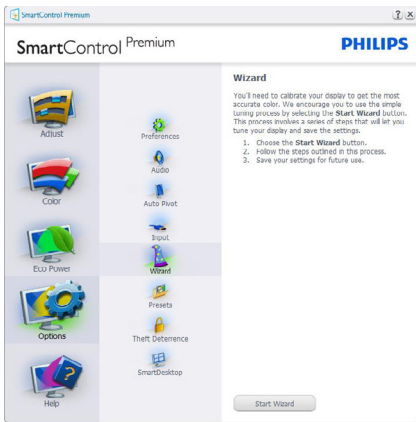 SmartControl Premium
SmartControl Premium
PHILIPS
Adjust
Color
Eco Power
Options
Help
Preferences
Audio
Auto Pivot
Input
Wizard
Presets
Theft Deterrence
SmartDesktop
Wizard
You'll need to calibrate your display to get the most
accurate color. We encourage you to use the simple
tuning process by selecting the Start Wizard button.
This process involves a series of steps that will let you
tune your display and save the settings.
1. Choose the Start Wizard button.
2. Follow the steps outlined in this process.
3. Save your settings for future use.
Start Wizard